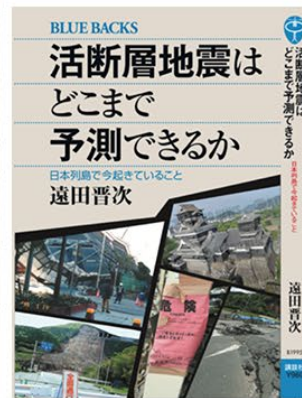 BLUE BACKS
活断層地震は
どこまで
予測できるか
日本列島で今起きていること
遠田晋次
危険
活断層地震は
どこまで予測できるか
日本列島で今起きていること
遠田晋次
講談社